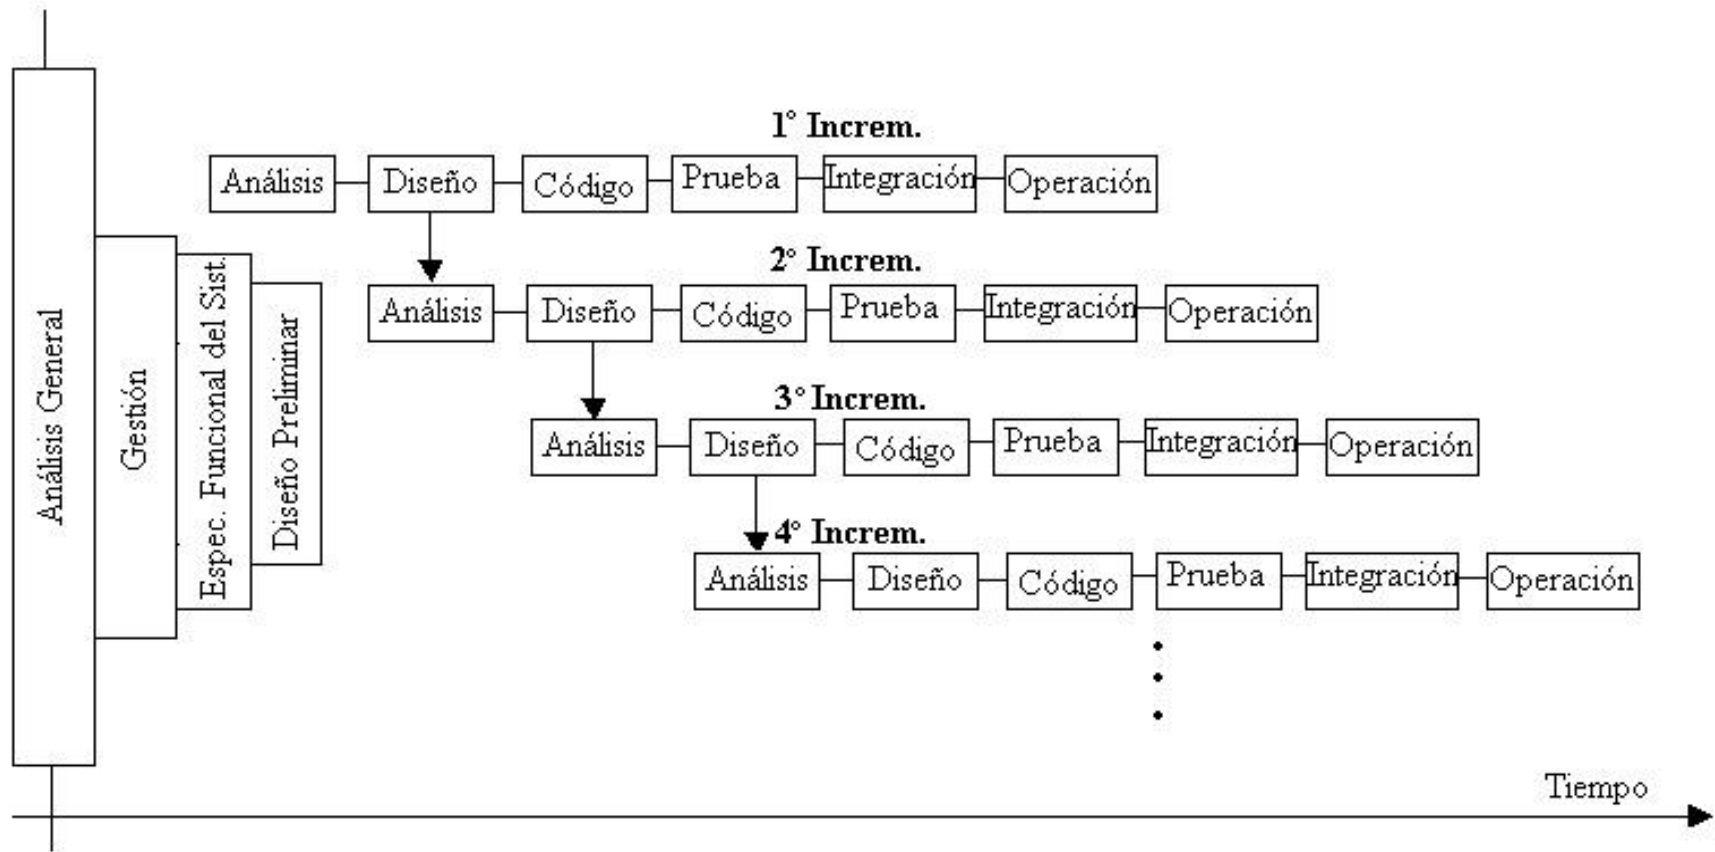 Análisis General
Gestión
Espec. Funcional del Sist.
Diseño Preliminar
1° Increm.
Análisis
Diseño
Código
Prueba
Integración
Operación
2° Increm.
Análisis
Diseño
Código
Prueba
Integración
Operación
3° Increm.
Análisis
Diseño
Código
Prueba
Integración
Operación
4° Increm.
Análisis
Diseño
Código
Prueba
Integración
Operación
Tiempo